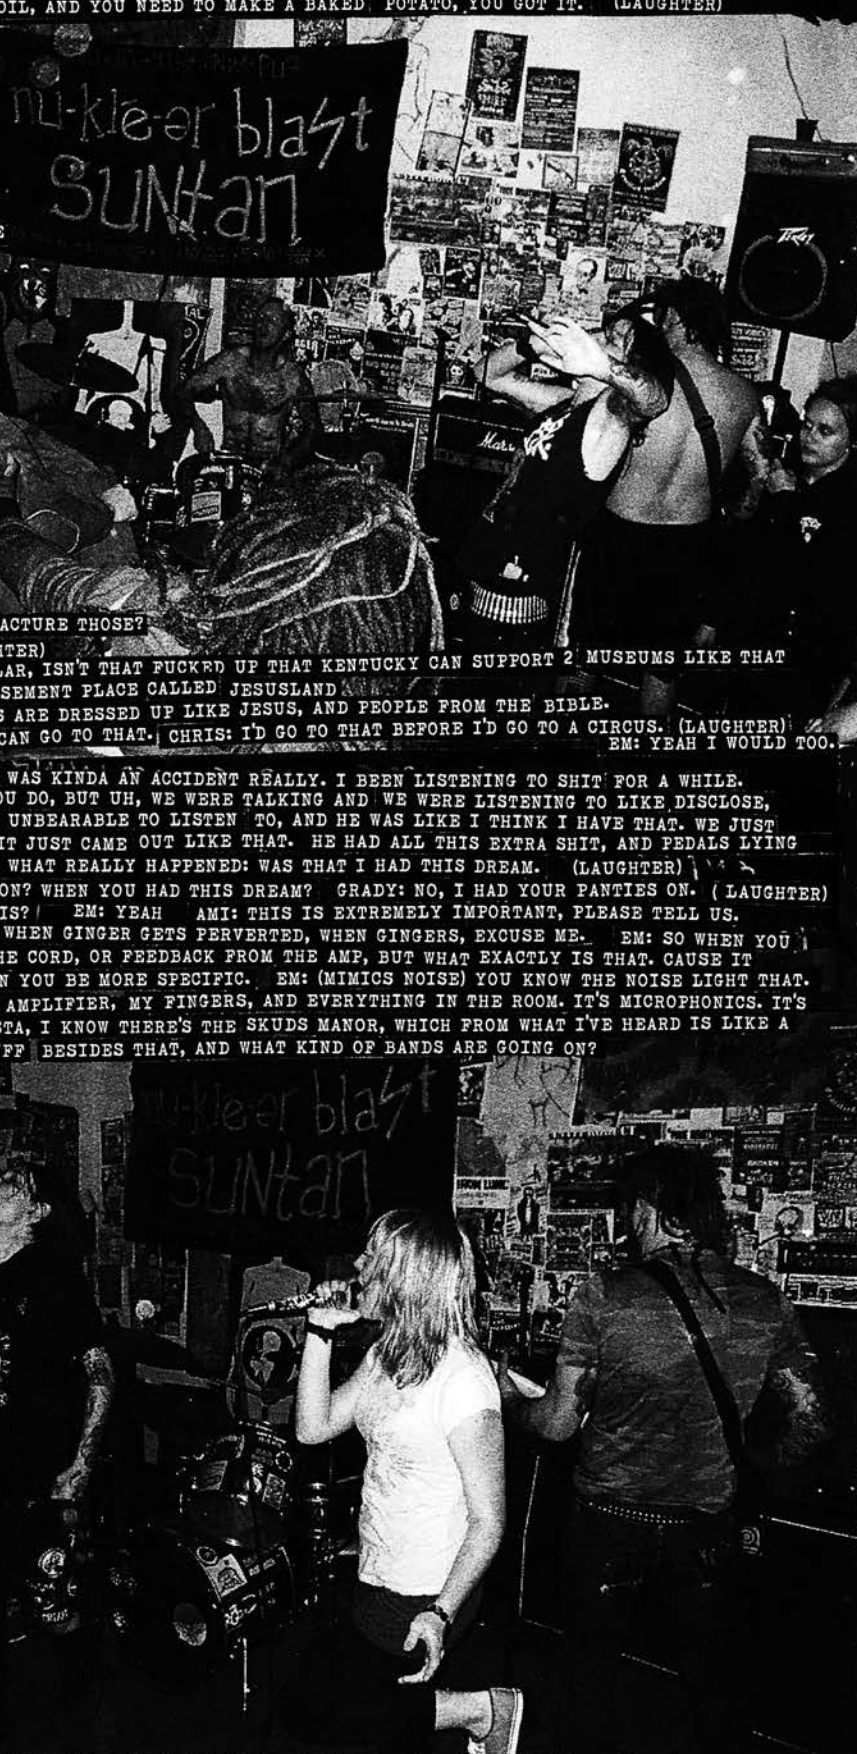 OIL, AND YOU NEED TO MAKE A BAKED POTATO, YOU GOT IT. (LAUGHTER)
nū-klē-ər blast
SUNtan
PEAVEY
Mars
ACTURE THOSE?
HTER)
LAR, ISN'T THAT FUCKED UP THAT KENTUCKY CAN SUPPORT 2 MUSEUMS LIKE THAT
SEMENT PLACE CALLED JESUSLAND
S ARE DRESSED UP LIKE JESUS, AND PEOPLE FROM THE BIBLE.
CAN GO TO THAT. CHRIS: I'D GO TO THAT BEFORE I'D GO TO A CIRCUS. (LAUGHTER)
EM: YEAH I WOULD TOO.
WAS KINDA AN ACCIDENT REALLY. I BEEN LISTENING TO SHIT FOR A WHILE.
OU DO, BUT UH, WE WERE TALKING AND WE WERE LISTENING TO LIKE DISCLOSE,
UNBEARABLE TO LISTEN TO, AND HE WAS LIKE I THINK I HAVE THAT. WE JUST
IT JUST CAME OUT LIKE THAT. HE HAD ALL THIS EXTRA SHIT, AND PEDALS LYING
WHAT REALLY HAPPENED: WAS THAT I HAD THIS DREAM. (LAUGHTER)
ON? WHEN YOU HAD THIS DREAM? GRADY: NO, I HAD YOUR PANTIES ON. (LAUGHTER)
IS? EM: YEAH AMI: THIS IS EXTREMELY IMPORTANT, PLEASE TELL US.
WHEN GINGER GETS PERVERTED, WHEN GINGERS, EXCUSE ME. EM: SO WHEN YOU
HE CORD, OR FEEDBACK FROM THE AMP, BUT WHAT EXACTLY IS THAT. CAUSE IT
N YOU BE MORE SPECIFIC. EM: (MIMICS NOISE) YOU KNOW THE NOISE LIGHT THAT.
AMPLIFIER, MY FINGERS, AND EVERYTHING IN THE ROOM. IT'S MICROPHONICS. IT'S
STA, I KNOW THERE'S THE SKUDS MANOR, WHICH FROM WHAT I'VE HEARD IS LIKE A
FF BESIDES THAT, AND WHAT KIND OF BANDS ARE GOING ON?
nu-kle-ər blast
SUNtan